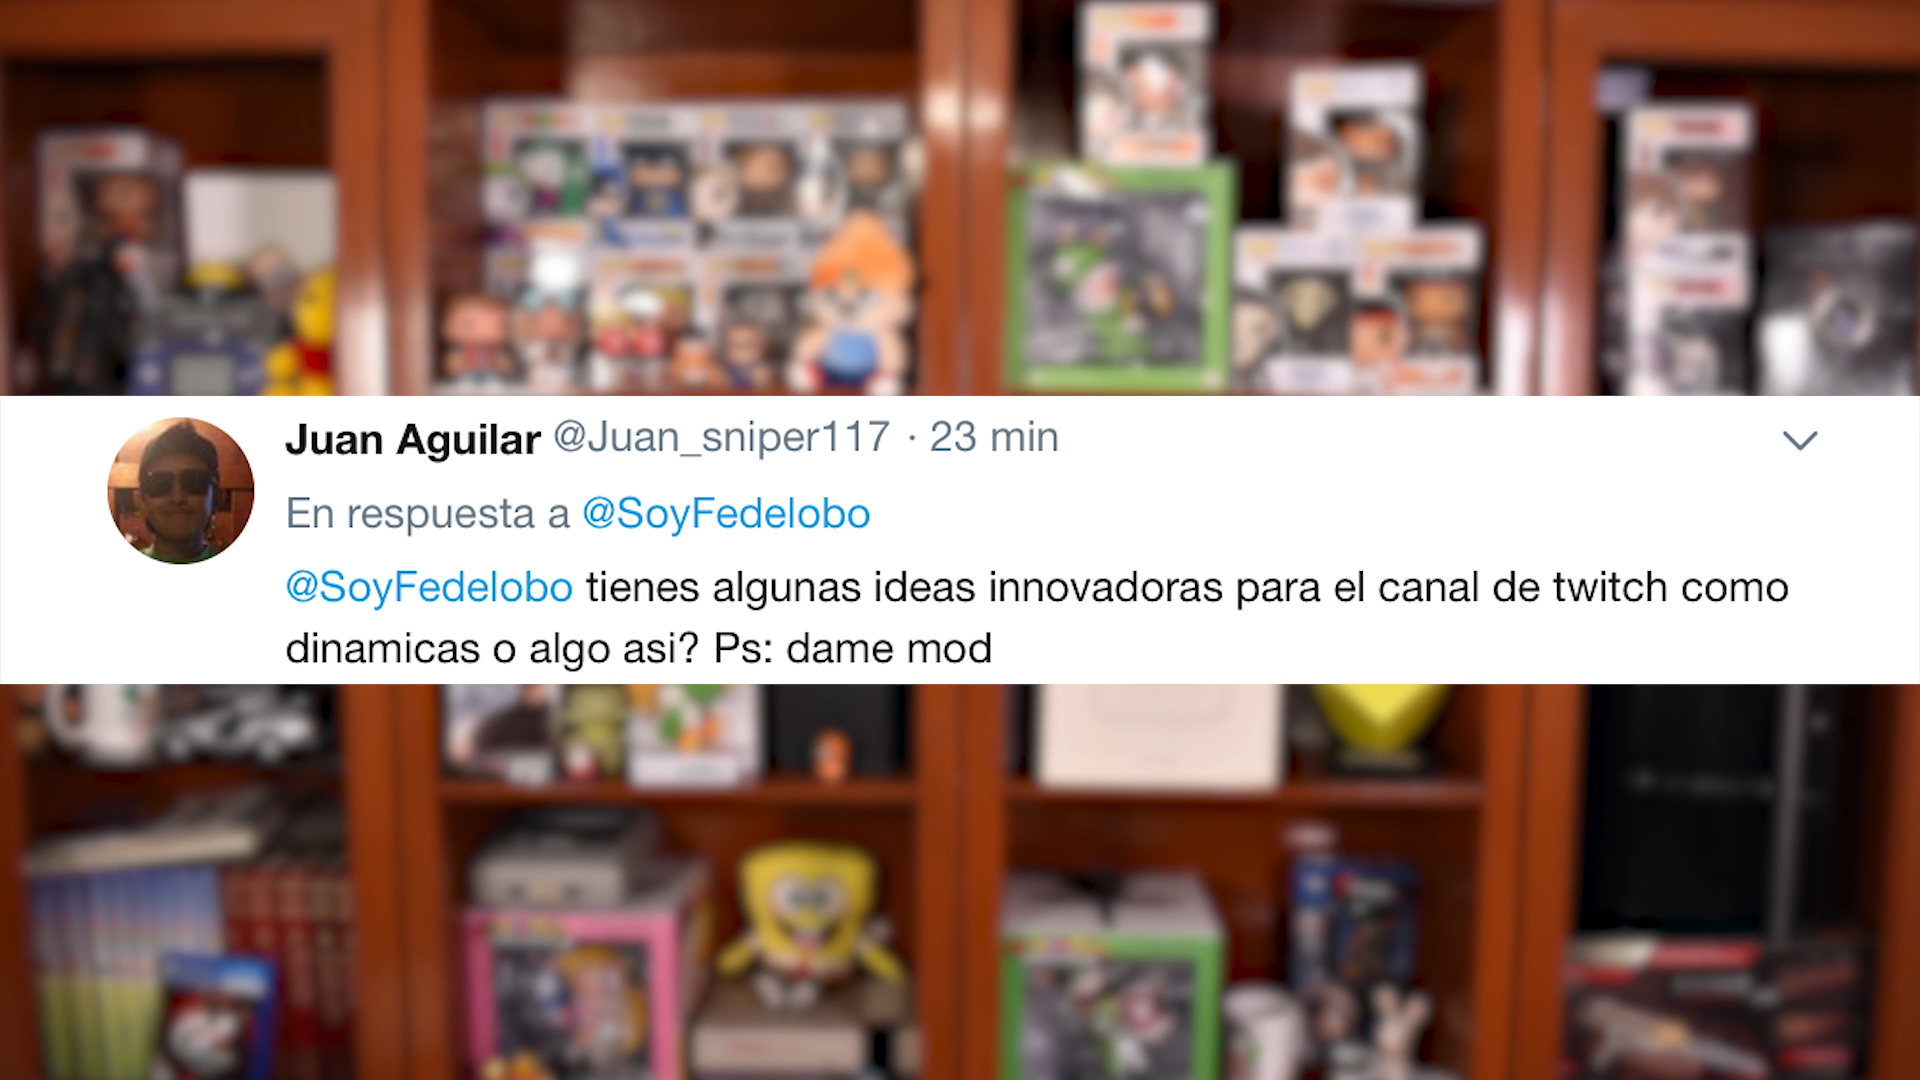 Juan Aguilar @Juan_sniper117 · 23 min
En respuesta a @SoyFedelobo
@SoyFedelobo tienes algunas ideas innovadoras para el canal de twitch como
dinamicas o algo asi? Ps: dame mod